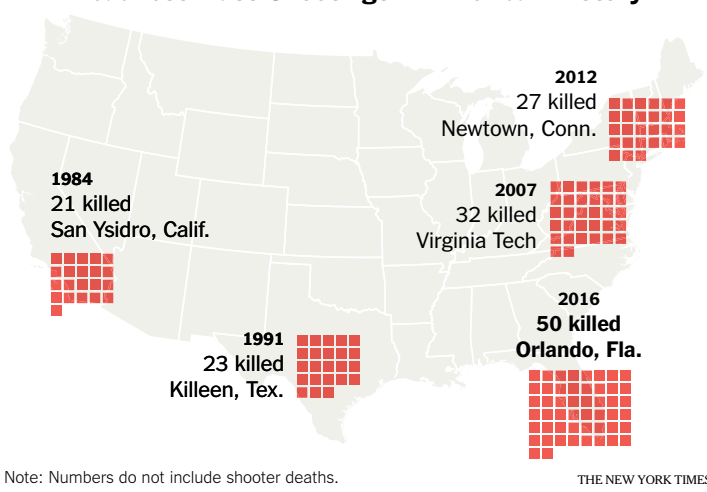 2012
27 killed
Newtown, Conn.
1984
21 killed
San Ysidro, Calif.
2007
32 killed
Virginia Tech
2016
50 killed
Orlando, Fla.
1991
23 killed
Killeen, Tex.
Note: Numbers do not include shooter deaths.
THE NEW YORK TIMES